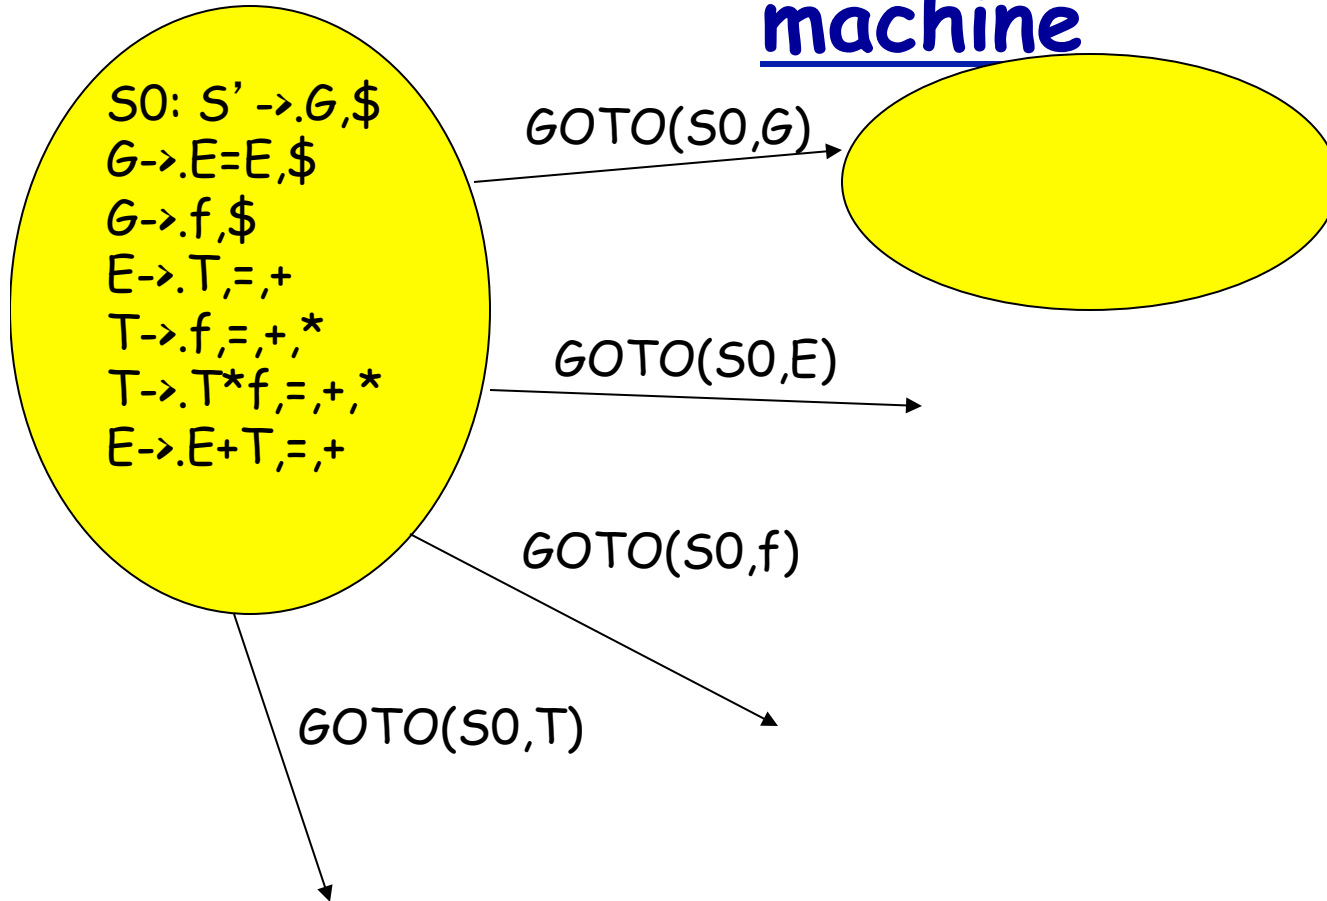 machine
S0: S’ ->.G,$
G->.E=E,$
G->.f,$
E->.T,=,+
T->.f,=,+,*
T->.T*f,=,+,*
E->.E+T,=,+
GOTO(S0,G)
GOTO(S0,E)
GOTO(S0,f)
GOTO(S0,T)